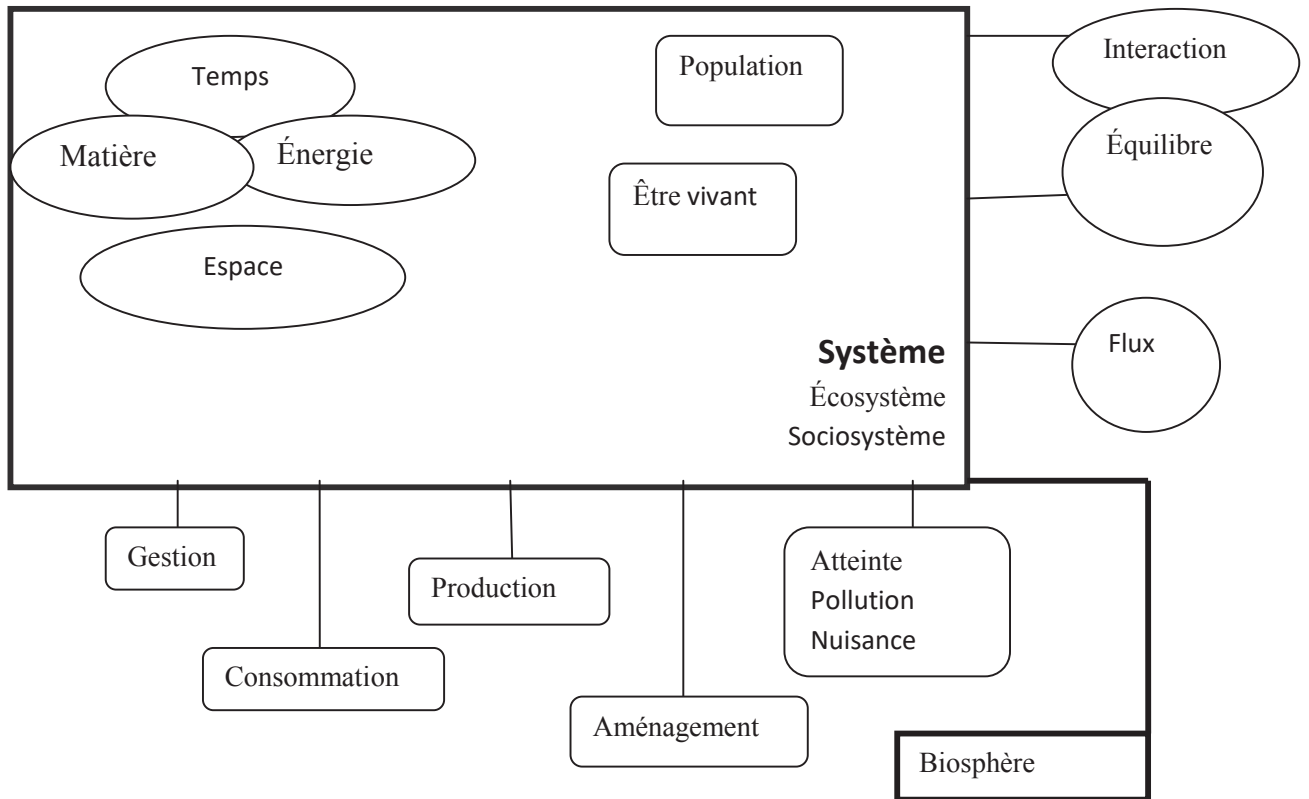 Temps
Matière
Énergie
Espace
Population
Être vivant
Système
Écosystème
Sociosystème
Interaction
Équilibre
Flux
Gestion
Consommation
Production
Aménagement
Atteinte
Pollution
Nuisance
Biosphère